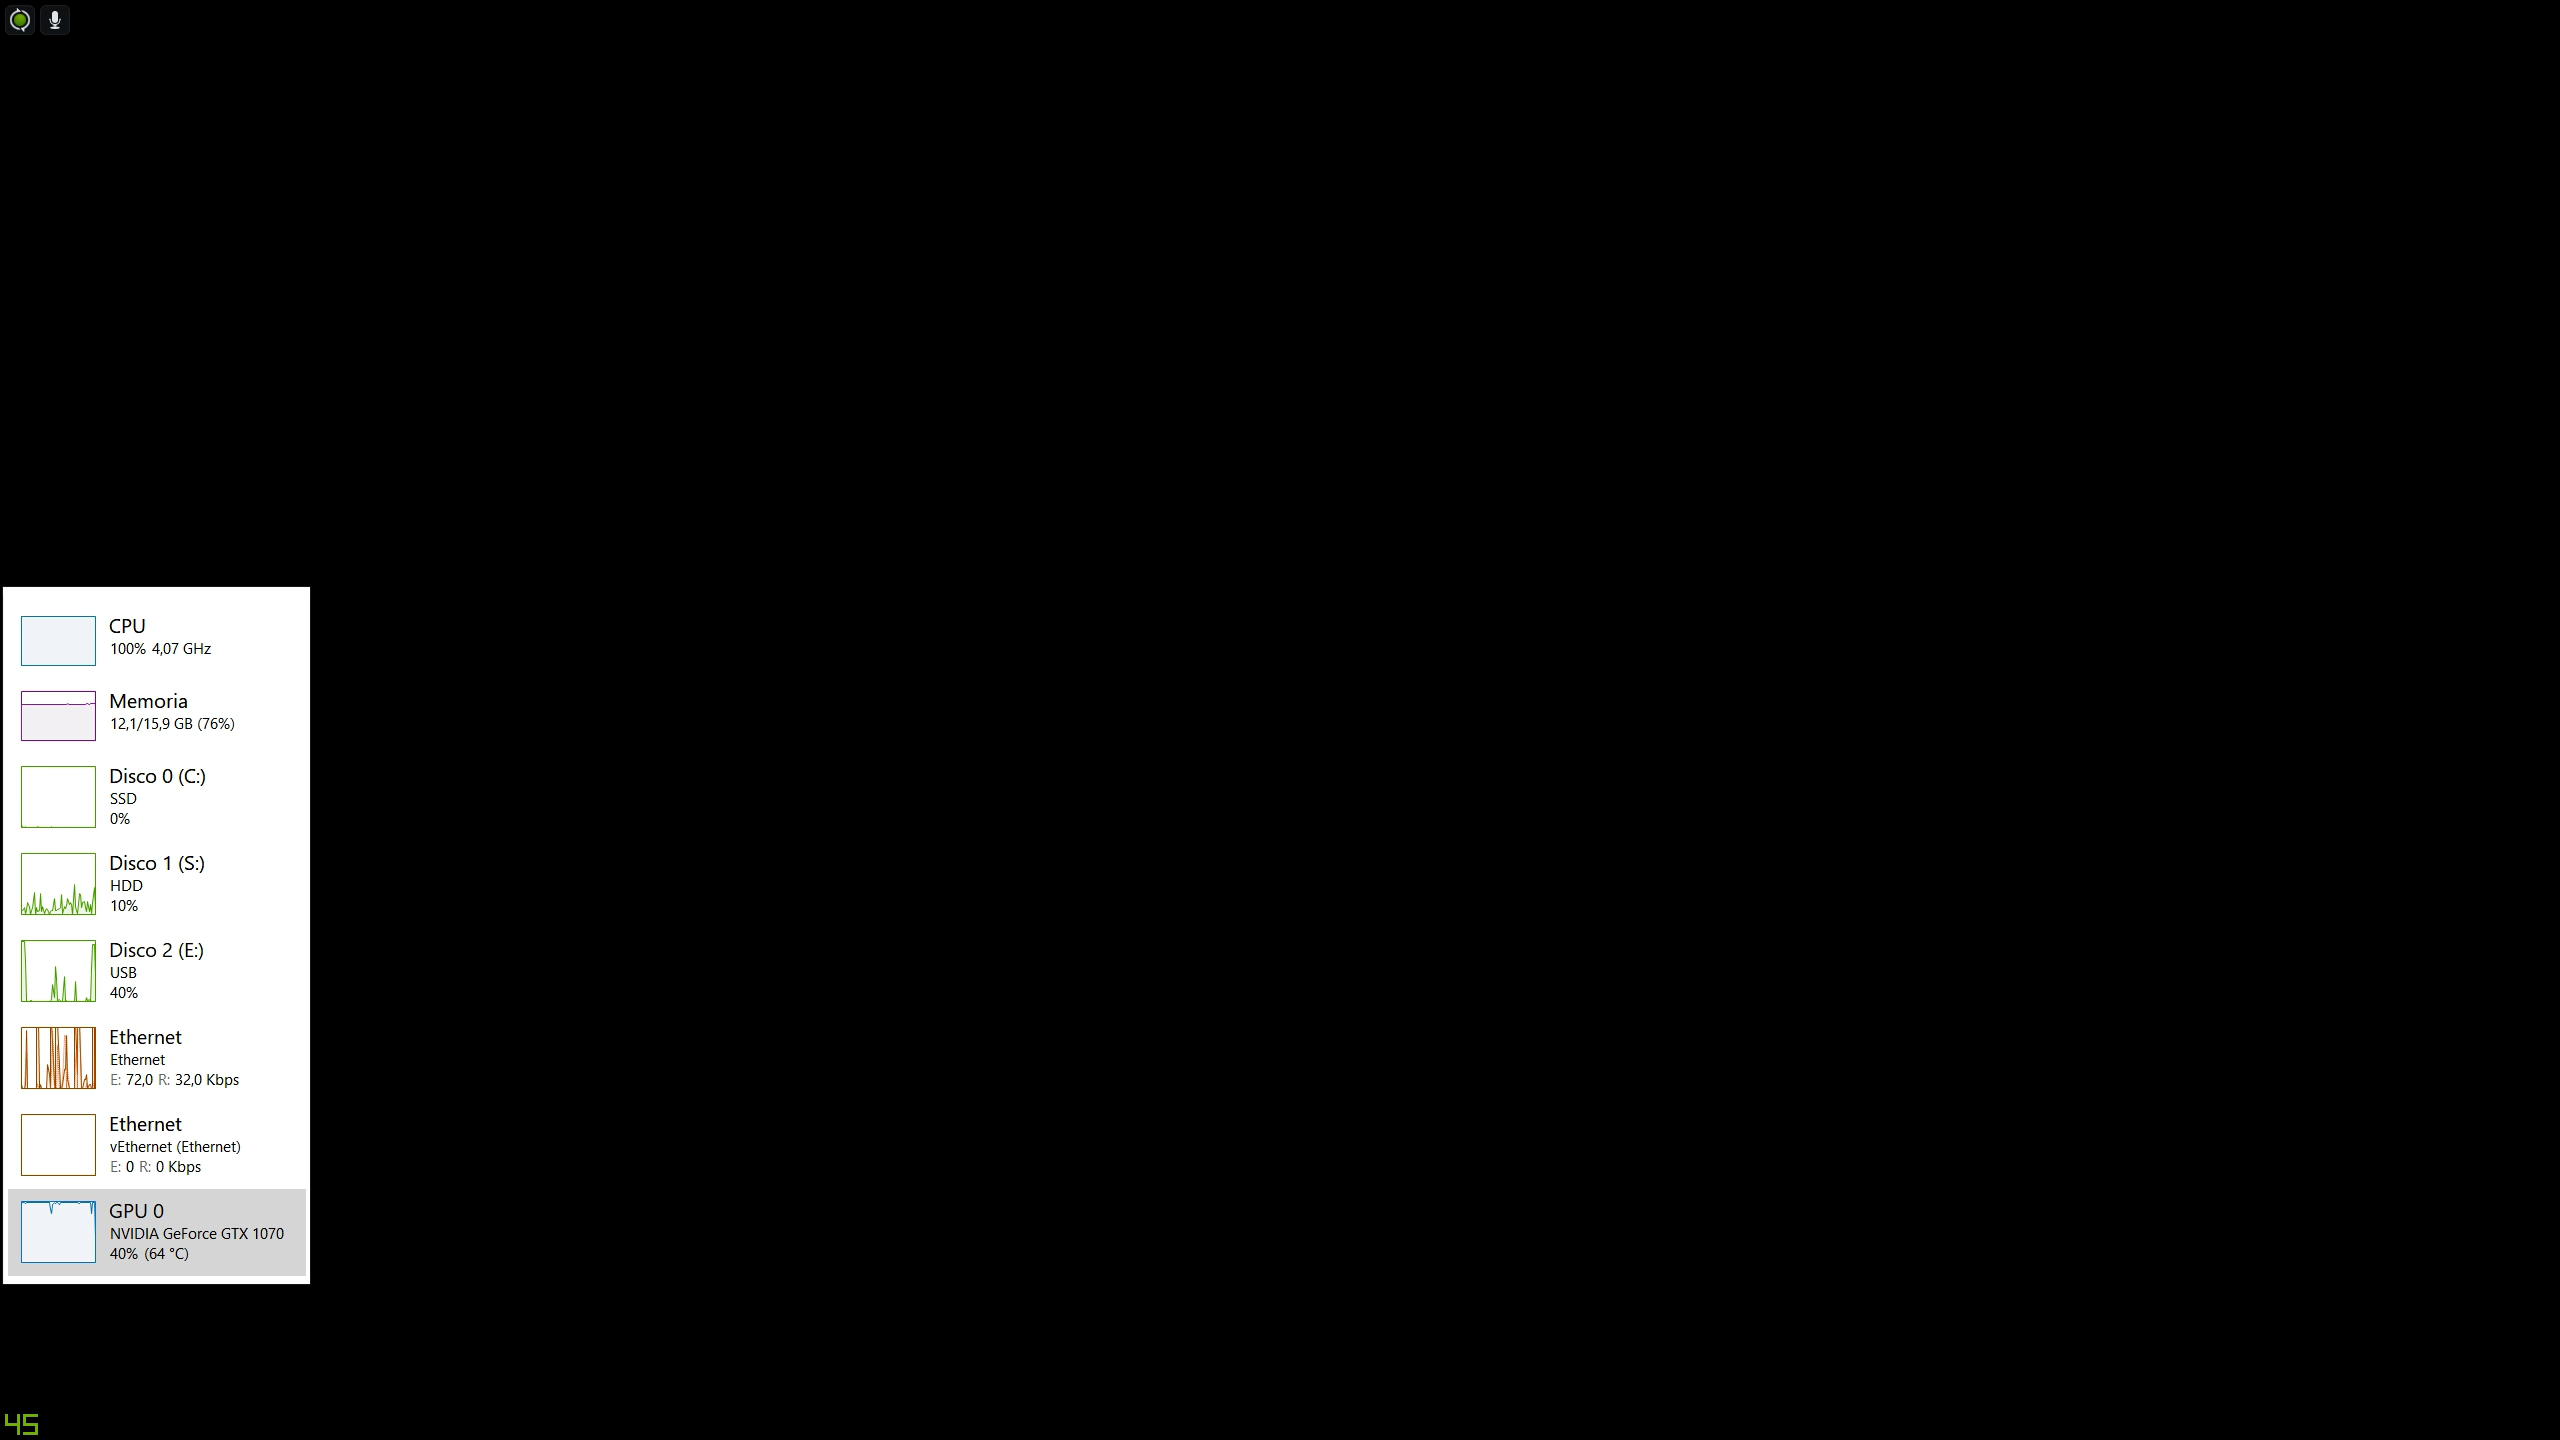 CPU
100% 4,07 GHz
Memoria
12,1/15,9 GB (76%)
Disco 0 (C:)
SSD
0%
Disco 1 (S:)
HDD
10%
Disco 2 (E:)
USB
40%
Ethernet
Ethernet
E: 72,0 R: 32,0 Kbps
Ethernet
vEthernet (Ethernet)
E: 0 R: 0 Kbps
GPU 0
NVIDIA GeForce GTX 1070
40% (64 °C)
45